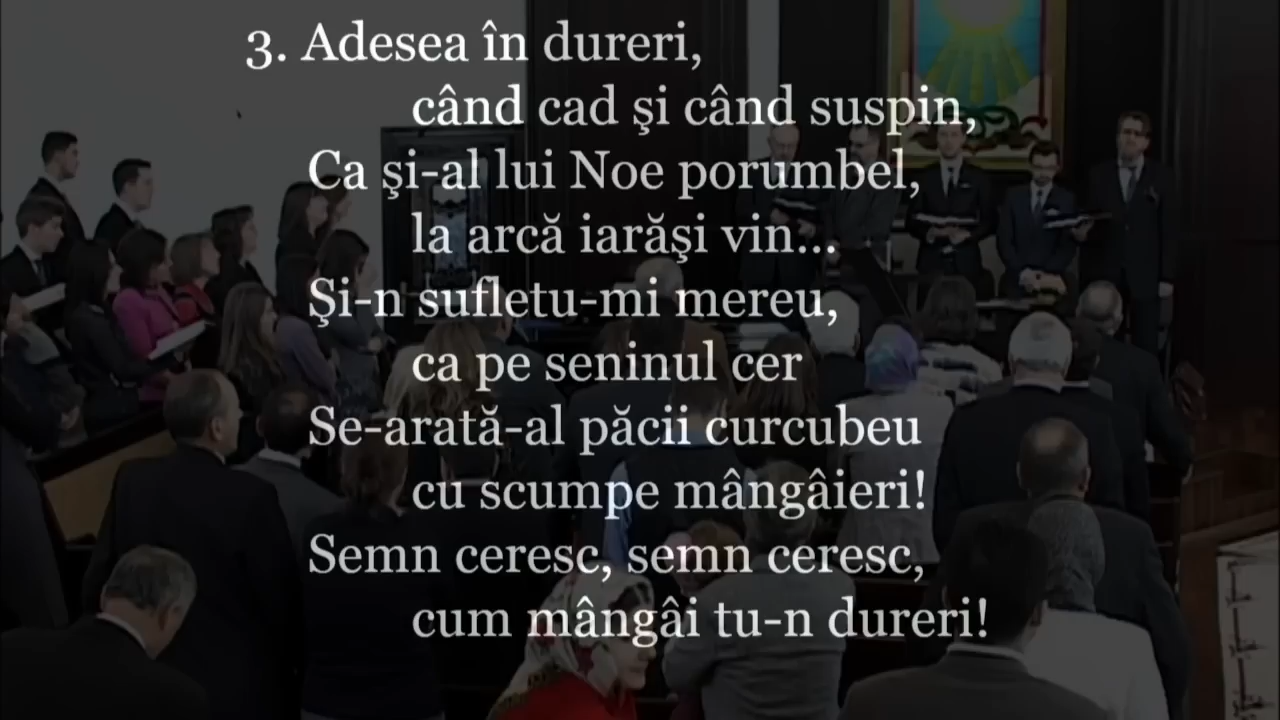 3. Adesea în dureri,
când cad şi când suspin,
Ca şi-al lui Noe porumbel,
la arcă iarăşi vin...
Şi-n sufletu-mi mereu,
ca pe seninul cer
Se-arată-al păcii curcubeu
cu scumpe mângâieri!
Semn ceresc, semn ceresc,
cum mângâi tu-n dureri!